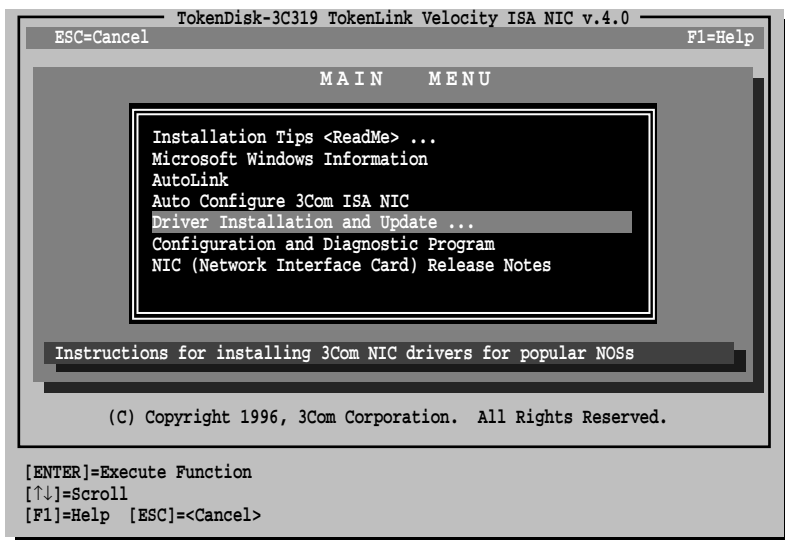 TokenDisk-3C319 TokenLink Velocity ISA NIC v.4.0
ESC=Cancel F1=Help
MAIN MENU
Installation Tips <ReadMe> ...
Microsoft Windows Information
AutoLink
Auto Configure 3Com ISA NIC
Driver Installation and Update ...
Configuration and Diagnostic Program
NIC (Network Interface Card) Release Notes
Instructions for installing 3Com NIC drivers for popular NOSs
(C) Copyright 1996, 3Com Corporation. All Rights Reserved.
[ENTER]=Execute Function
[↑↓]=Scroll
[F1]=Help [ESC]=<Cancel>